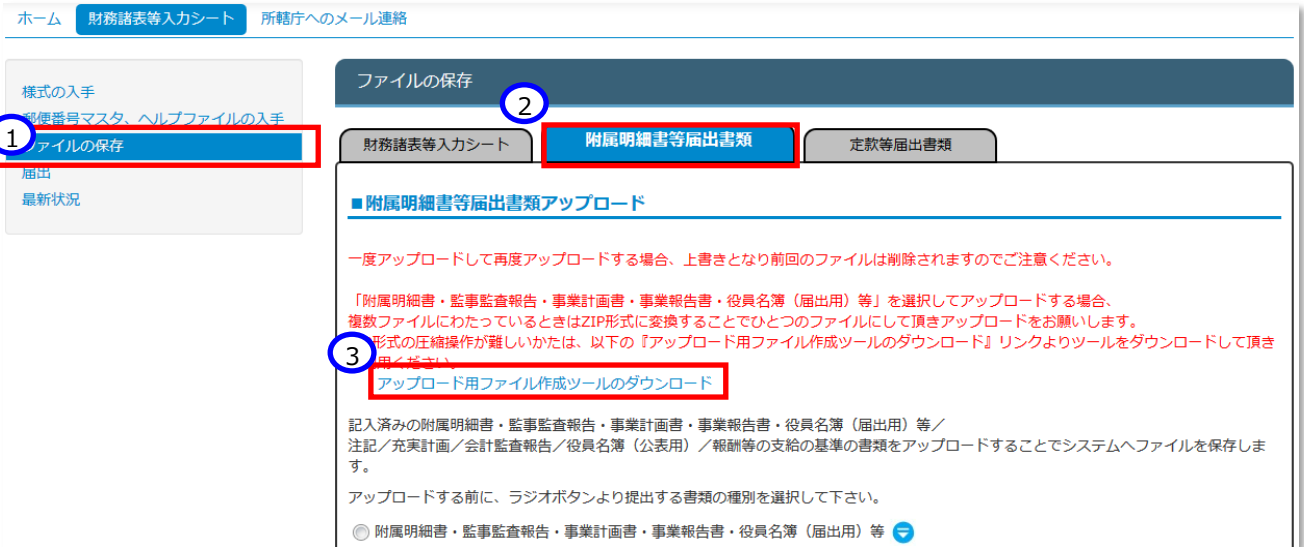 ホーム 財務諸表等入力シート 所轄庁へのメール連絡
様式の入手
郵便番号マスタ、ヘルプファイルの入手
1
ファイルの保存
届出
最新状況
ファイルの保存
2
財務諸表等入力シート 附属明細書等届出書類 定款等届出書類
■附属明細書等届出書類アップロード
一度アップロードして再度アップロードする場合、上書きとなり前回のファイルは削除されますのでご注意ください。
「附属明細書・監事監査報告・事業計画書・事業報告書・役員名簿（届出用）等」を選択してアップロードする場合、
複数ファイルにわたっているときはZIP形式に変換することでひとつのファイルにして頂きアップロードをお願いします。
形式の圧縮操作が難しいかたは、以下の『アップロード用ファイル作成ツールのダウンロード』リンクよりツールをダウンロードして頂き
3
用ください。
アップロード用ファイル作成ツールのダウンロード
記入済みの附属明細書・監事監査報告・事業計画書・事業報告書・役員名簿（届出用）等／
注記／充実計画／会計監査報告／役員名簿（公表用）／報酬等の支給の基準の書類をアップロードすることでシステムへファイルを保存しま
す。
アップロードする前に、ラジオボタンより提出する書類の種別を選択して下さい。
附属明細書・監事監査報告・事業計画書・事業報告書・役員名簿（届出用）等